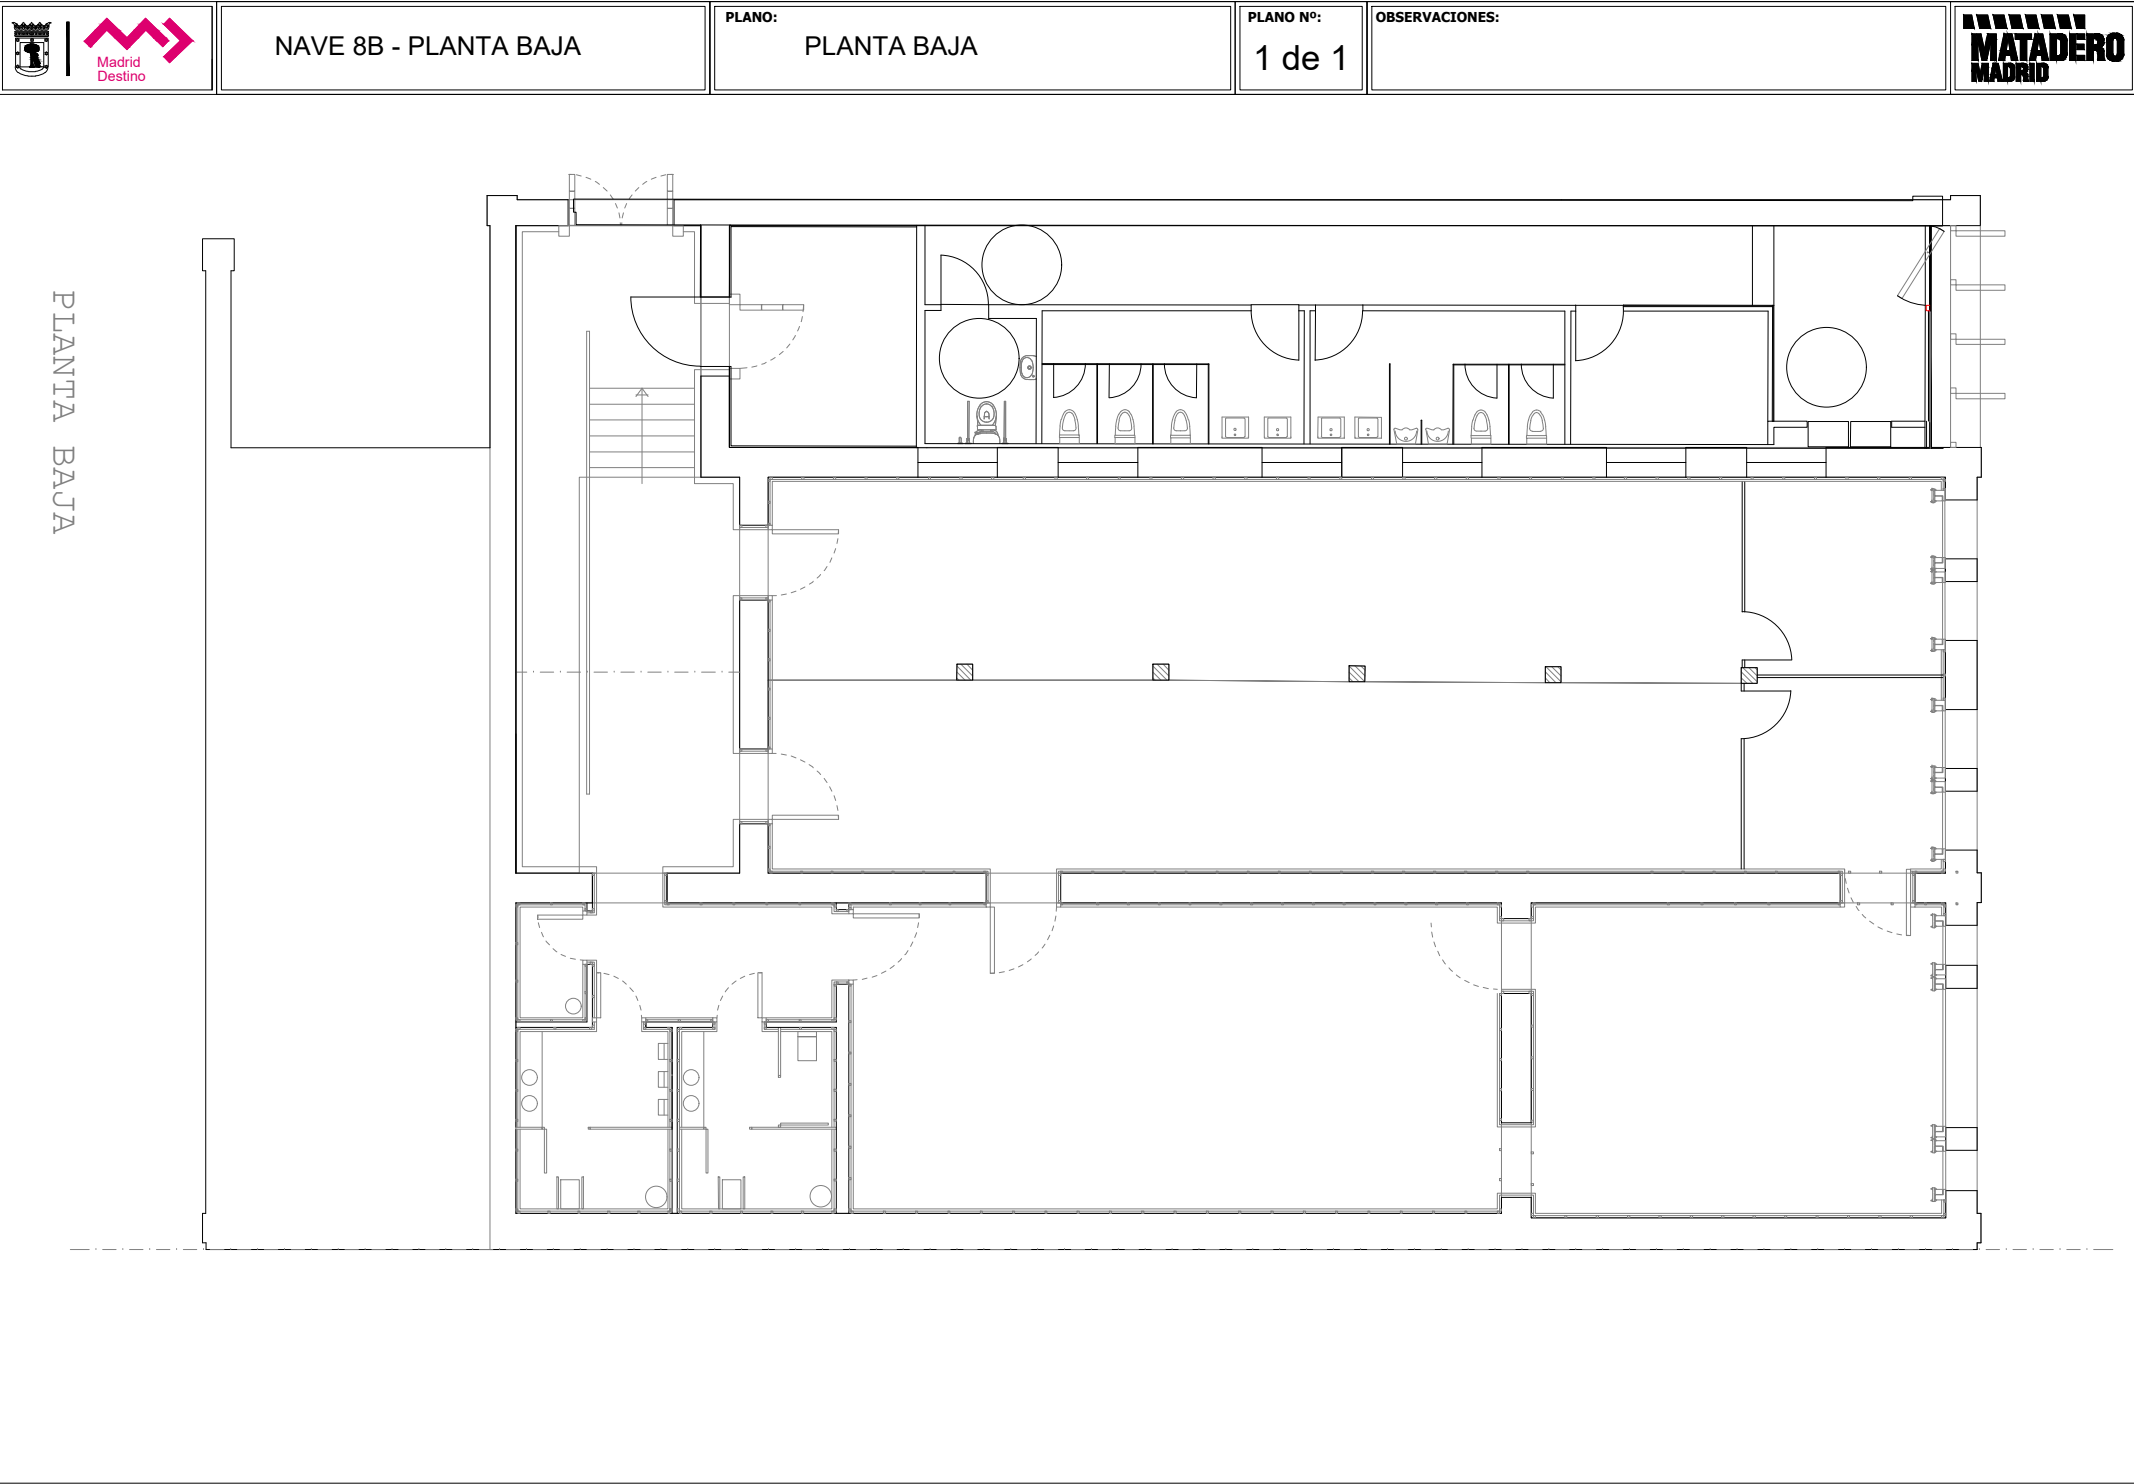 Madrid
Destino
NAVE 8B - PLANTA BAJA
PLANO:
PLANTA BAJA
PLANO Nº:
1 de 1
OBSERVACIONES:
MATADERO
MADRID
PLANTA BAJA